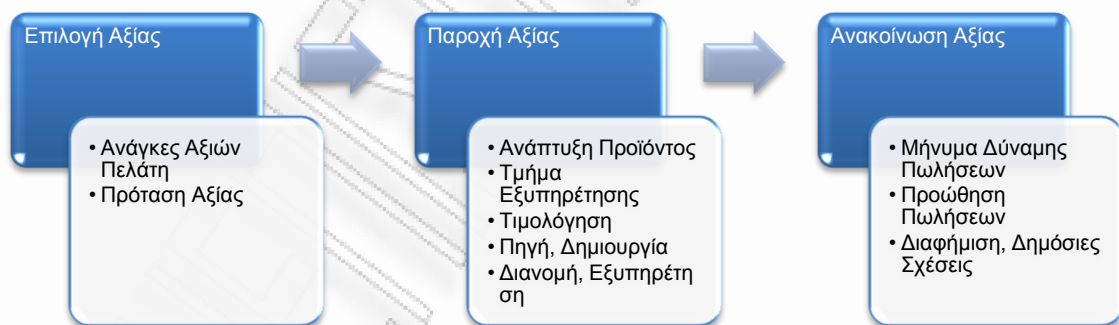 Επιλογή Αξίας
• Ανάγκες Αξιών
Πελάτη
• Πρόταση Αξίας
Παροχή Αξίας
• Ανάπτυξη Προϊόντος
• Τμήμα
Εξυπηρέτησης
• Τιμολόγηση
• Πηγή, Δημιουργία
• Διανομή, Εξυπηρέτη
ση
Ανακοίνωση Αξίας
• Μήνυμα Δύναμης
Πωλήσεων
• Προώθηση
Πωλήσεων
• Διαφήμιση, Δημόσιες
Σχέσεις